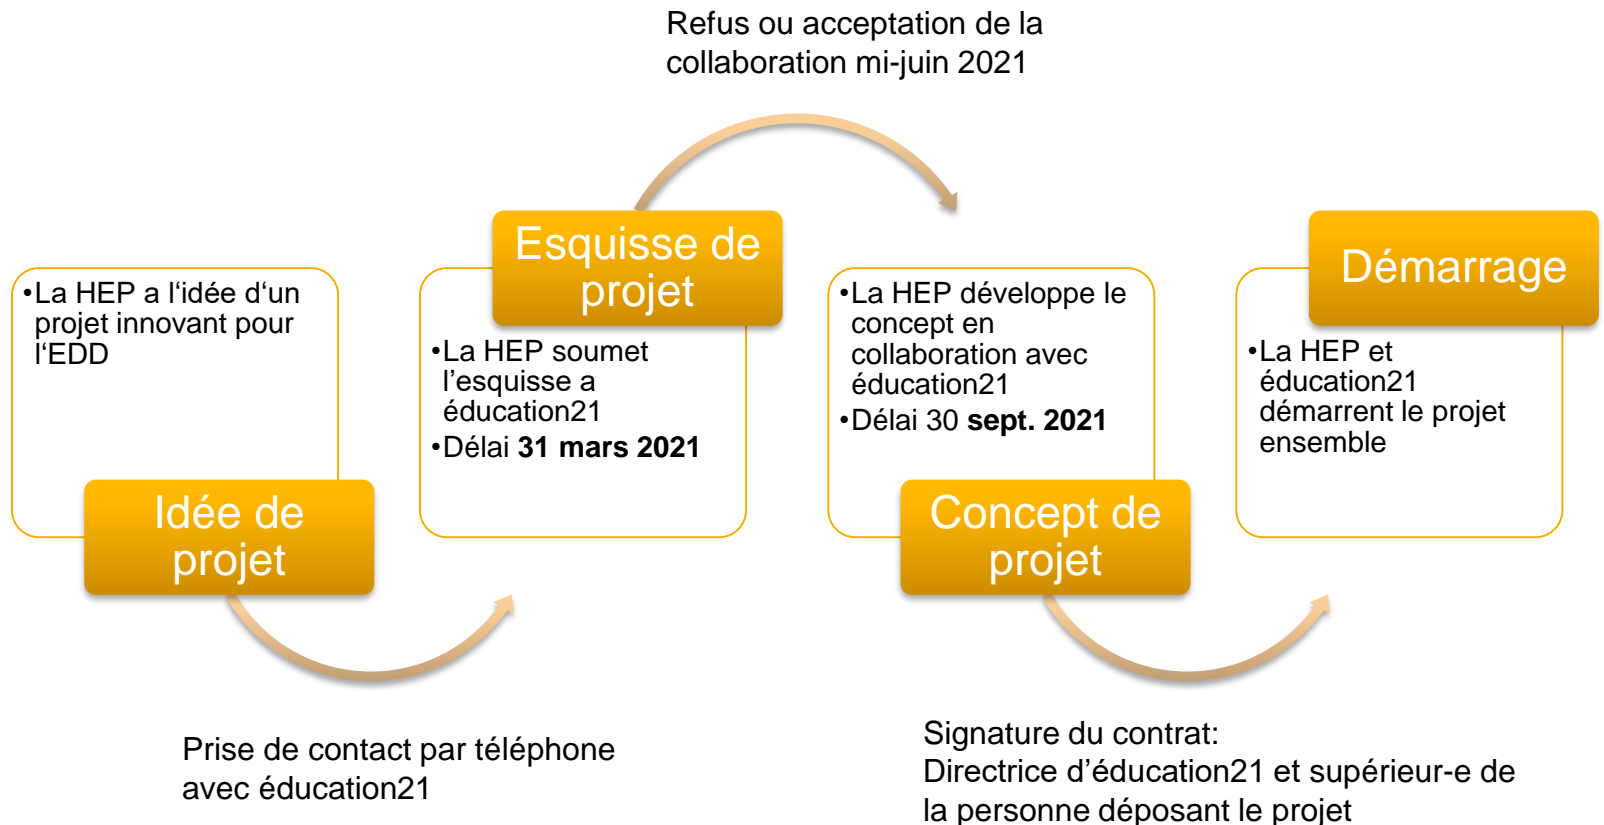 Refus ou acceptation de la
collaboration mi-juin 2021
•La HEP a l‘idée d‘un
projet innovant pour
l‘EDD
Idée de
projet
Prise de contact par téléphone
avec éducation21
Esquisse de
projet
•La HEP soumet
l’esquisse a
éducation21
•Délai 31 mars 2021
•La HEP développe le
concept en
collaboration avec
éducation21
•Délai 30 sept. 2021
Concept de
projet
Signature du contrat:
Directrice d’éducation21 et supérieur-e de
la personne déposant le projet
Démarrage
•La HEP et
éducation21
démarrent le projet
ensemble